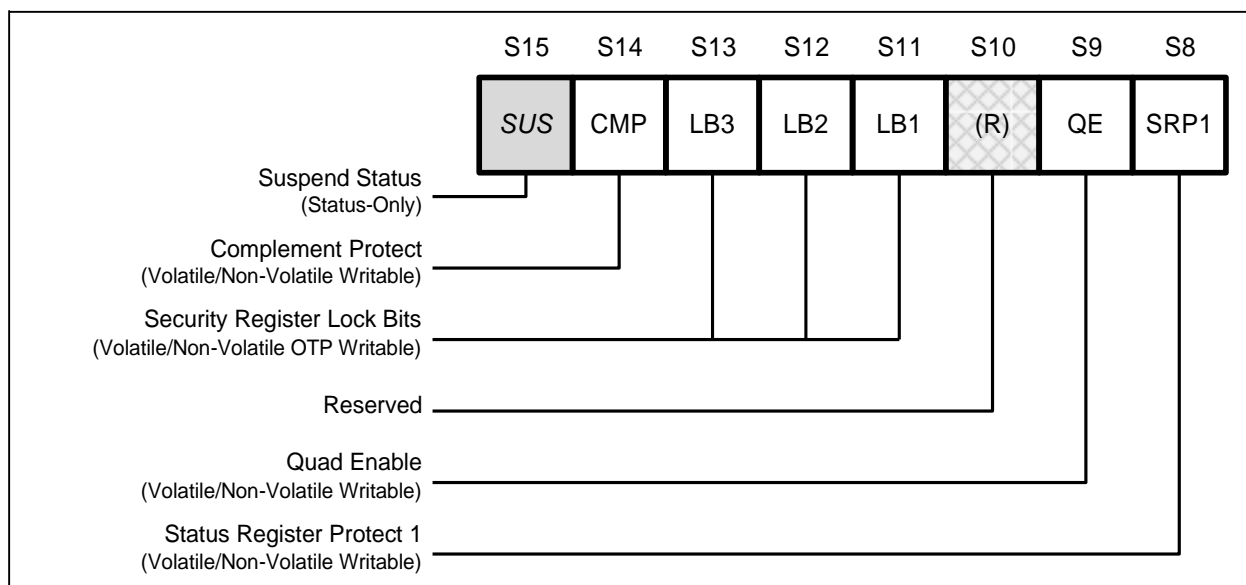 S15 S14 S13 S12 S11 S10 S9 S8
SUS CMP LB3 LB2 LB1 (R) QE SRP1
Suspend Status
(Status-Only)
Complement Protect
(Volatile/Non-Volatile Writable)
Security Register Lock Bits
(Volatile/Non-Volatile OTP Writable)
Reserved
Quad Enable
(Volatile/Non-Volatile Writable)
Status Register Protect 1
(Volatile/Non-Volatile Writable)